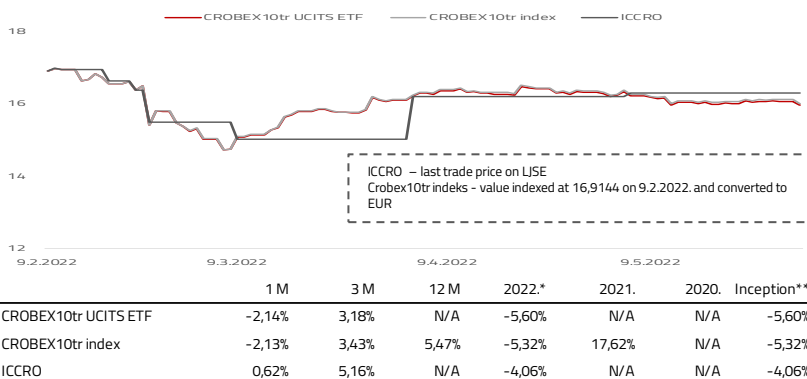 CROBEX10tr UCITS ETF CROBEX10tr index ICCRO
18
16
14
12
ICCRO – last trade price on LJSE
Crobex10tr indeks - value indexed at 16,9144 on 9.2.2022. and converted to
EUR
9.2.2022 9.3.2022 9.4.2022 9.5.2022
1 M 3 M 12 M 2022.* 2021. 2020. Inception**
CROBEX10tr UCITS ETF -2,14% 3,18% N/A -5,60% N/A N/A -5,60%
CROBEX10tr index -2,13% 3,43% 5,47% -5,32% 17,62% N/A -5,32%
ICCRO 0,62% 5,16% N/A -4,06% N/A N/A -4,06%